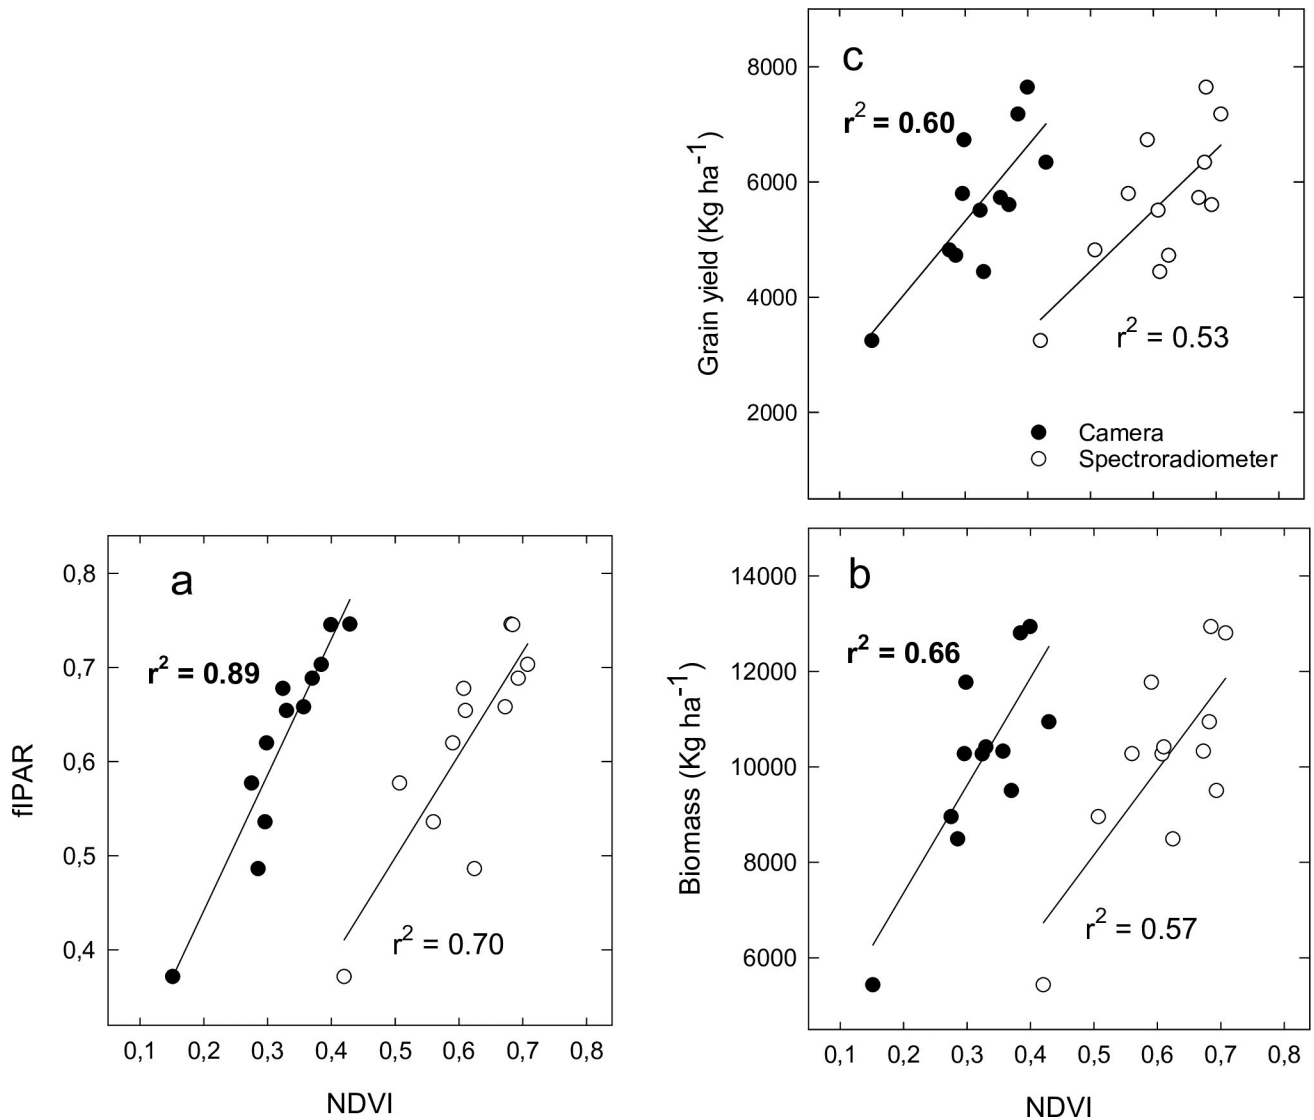 c
8000
r² = 0.60
6000
4000
r² = 0.53
2000
Grain yield (Kg ha⁻¹)
Camera
Spectroradiometer
a
0,8
r² = 0.89
0,7
0,6
0,5
0,4
r² = 0.70
fIPAR
0,1 0,2 0,3 0,4 0,5 0,6 0,7 0,8
NDVI
b
14000
r² = 0.66
12000
10000
8000
6000
r² = 0.57
Biomass (Kg ha⁻¹)
0,1 0,2 0,3 0,4 0,5 0,6 0,7 0,8
NDVI